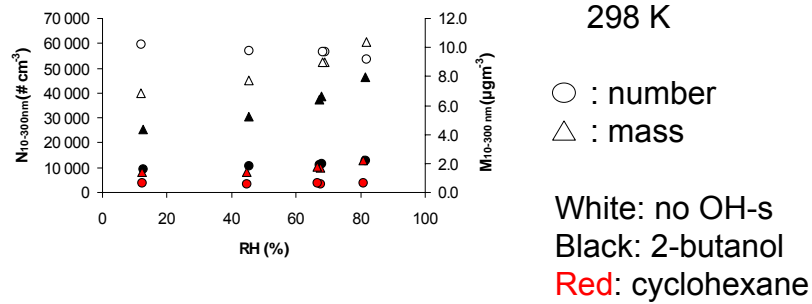 70 000
60 000
50 000
40 000
30 000
20 000
10 000
0
N10-300nm (# cm-3)
12.0
10.0
8.0
6.0
4.0
2.0
0.0
M10-300 nm (µgm-3)
0 20 40 60 80 100
RH (%)
298 K
○ : number
△ : mass
White: no OH-s
Black: 2-butanol
Red: cyclohexane